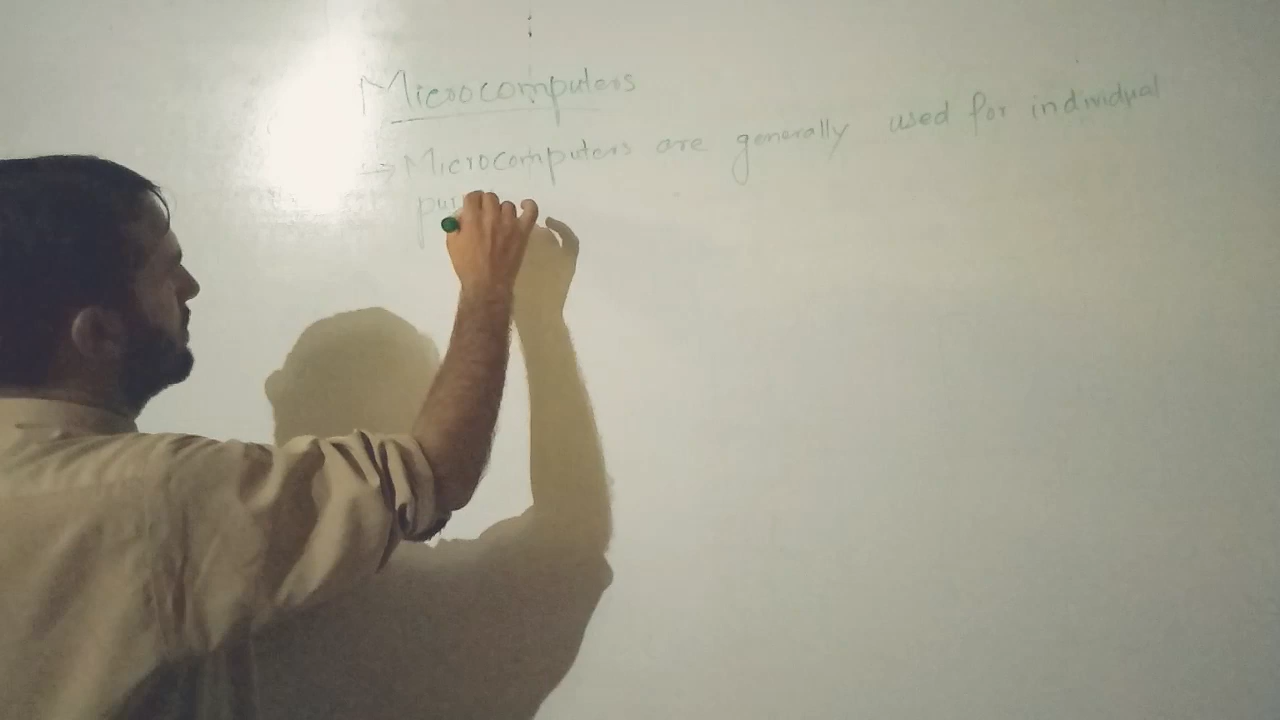 Microcomputers
→ Microcomputers are generally used for individual